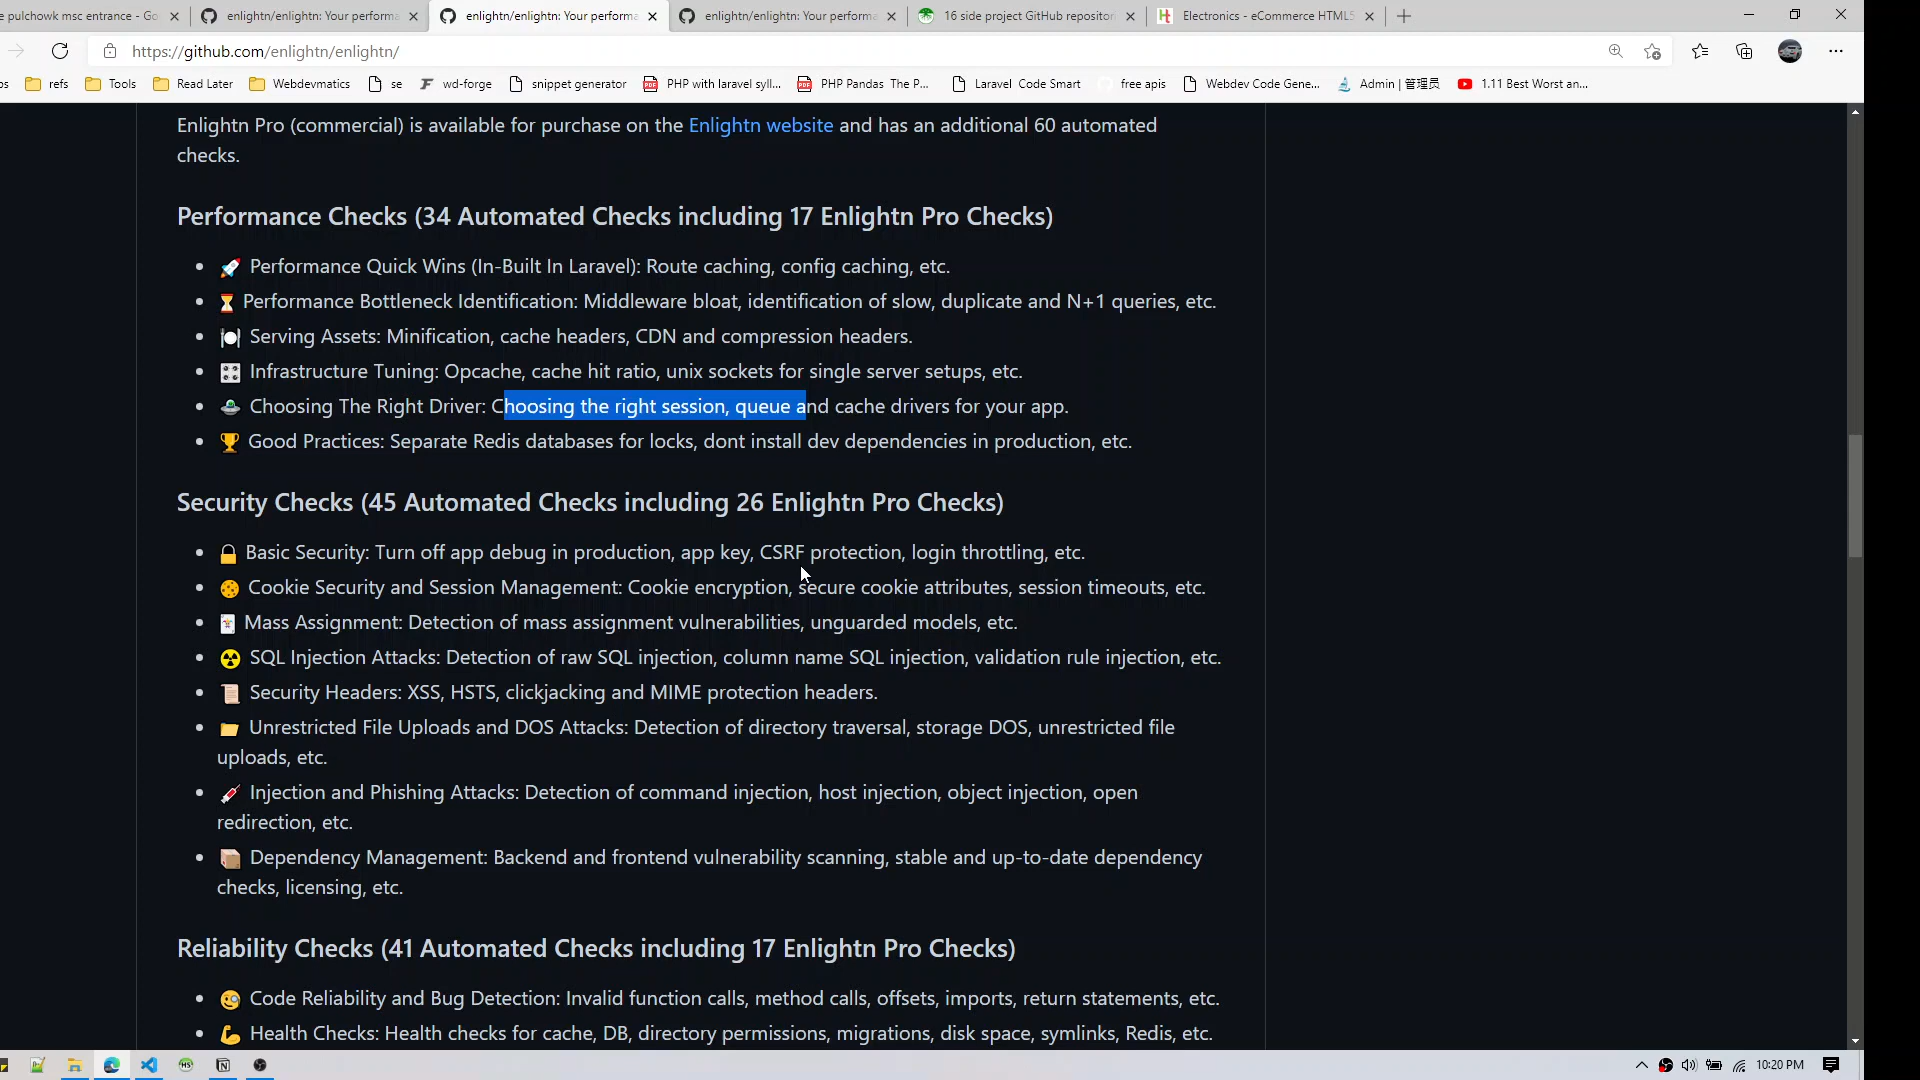 e pulchowk msc entrance - Go
enlightn/enlightn: Your performa
enlightn/enlightn: Your performa
enlightn/enlightn: Your performa
16 side project GitHub repositor
Electronics - eCommerce HTML5
https://github.com/enlightn/enlightn/
ps
refs
Tools
Read Later
Webdevmatics
se
wd-forge
snippet generator
PHP with laravel syll...
PHP Pandas The P...
Laravel Code Smart
free apis
Webdev Code Gene...
Admin | 管理员
1.11 Best Worst an...
Enlightn Pro (commercial) is available for purchase on the Enlightn website and has an additional 60 automated
checks.
Performance Checks (34 Automated Checks including 17 Enlightn Pro Checks)
• 🚀 Performance Quick Wins (In-Built In Laravel): Route caching, config caching, etc.
• ⏳ Performance Bottleneck Identification: Middleware bloat, identification of slow, duplicate and N+1 queries, etc.
• 🍽️ Serving Assets: Minification, cache headers, CDN and compression headers.
• 🎛️ Infrastructure Tuning: Opcache, cache hit ratio, unix sockets for single server setups, etc.
• 🛸 Choosing The Right Driver: Choosing the right session, queue and cache drivers for your app.
• 🏆 Good Practices: Separate Redis databases for locks, dont install dev dependencies in production, etc.
Security Checks (45 Automated Checks including 26 Enlightn Pro Checks)
• 🔒 Basic Security: Turn off app debug in production, app key, CSRF protection, login throttling, etc.
• 🍪 Cookie Security and Session Management: Cookie encryption, secure cookie attributes, session timeouts, etc.
• 🃏 Mass Assignment: Detection of mass assignment vulnerabilities, unguarded models, etc.
• ☢️ SQL Injection Attacks: Detection of raw SQL injection, column name SQL injection, validation rule injection, etc.
• 📜 Security Headers: XSS, HSTS, clickjacking and MIME protection headers.
• 📁 Unrestricted File Uploads and DOS Attacks: Detection of directory traversal, storage DOS, unrestricted file
uploads, etc.
• 💉 Injection and Phishing Attacks: Detection of command injection, host injection, object injection, open
redirection, etc.
• 📦 Dependency Management: Backend and frontend vulnerability scanning, stable and up-to-date dependency
checks, licensing, etc.
Reliability Checks (41 Automated Checks including 17 Enlightn Pro Checks)
• 🧐 Code Reliability and Bug Detection: Invalid function calls, method calls, offsets, imports, return statements, etc.
• 💪 Health Checks: Health checks for cache, DB, directory permissions, migrations, disk space, symlinks, Redis, etc.
10:20 PM